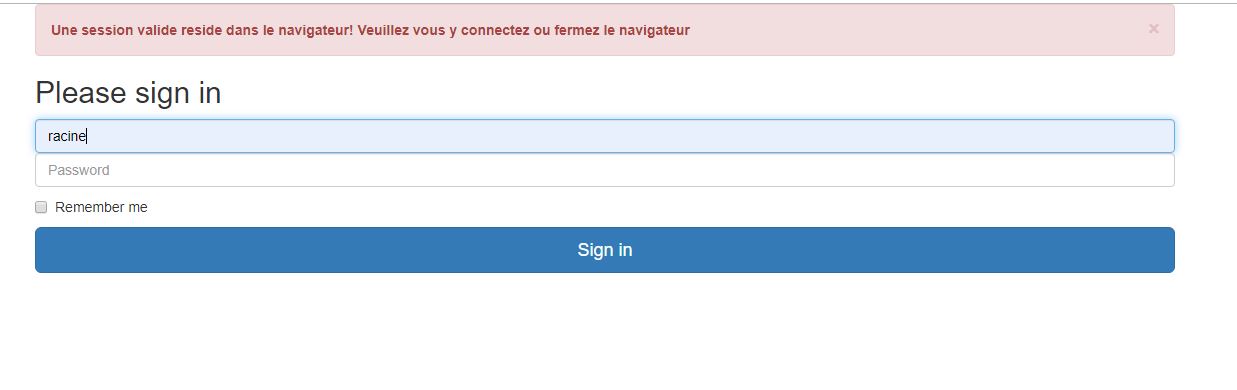 Une session valide reside dans le navigateur! Veuillez vous y connectez ou fermez le navigateur ×
Please sign in
racine
Password
Remember me
Sign in